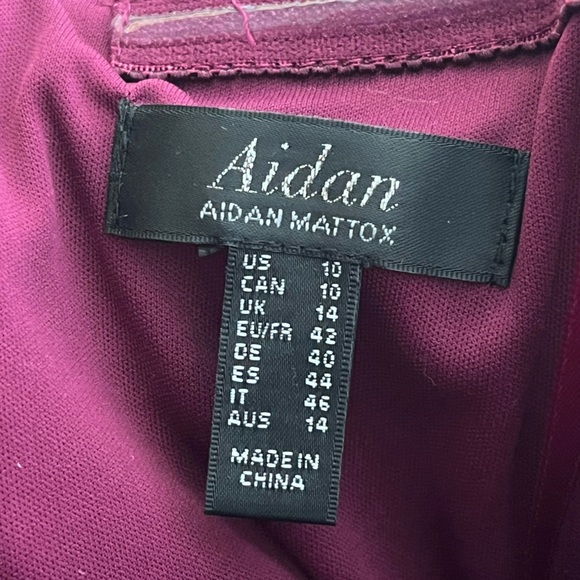 Aidan
AIDAN MATTOX
US 10
CAN 10
UK 14
EU/FR 42
DE 40
ES 44
IT 46
AUS 14
MADE IN
CHINA